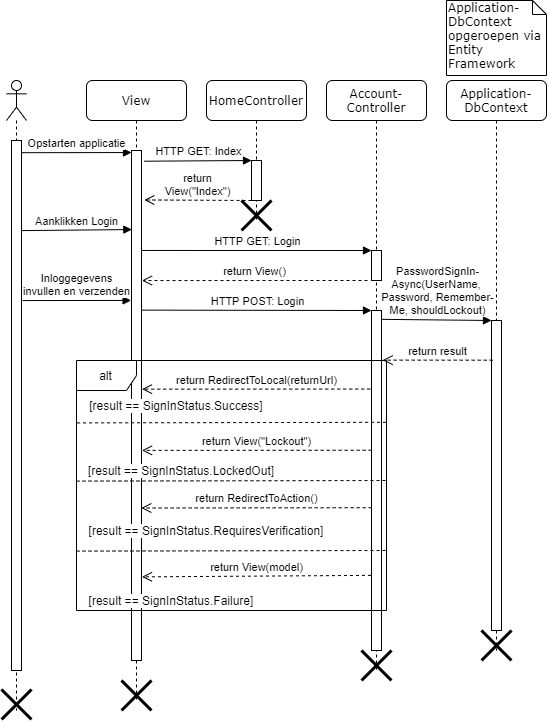 Application-
DbContext
opgeroepen via
Entity
Framework
View
HomeController
Account-
Controller
Application-
DbContext
Opstarten applicatie
HTTP GET: Index
return
View("Index")
Aanklikken Login
HTTP GET: Login
return View()
Inloggegevens
invullen en verzenden
HTTP POST: Login
PasswordSignIn-
Async(UserName,
Password, Remember-
Me, shouldLockout)
return result
alt
return RedirectToLocal(returnUrl)
[result == SignInStatus.Success]
return View("Lockout")
[result == SignInStatus.LockedOut]
return RedirectToAction()
[result == SignInStatus.RequiresVerification]
return View(model)
[result == SignInStatus.Failure]